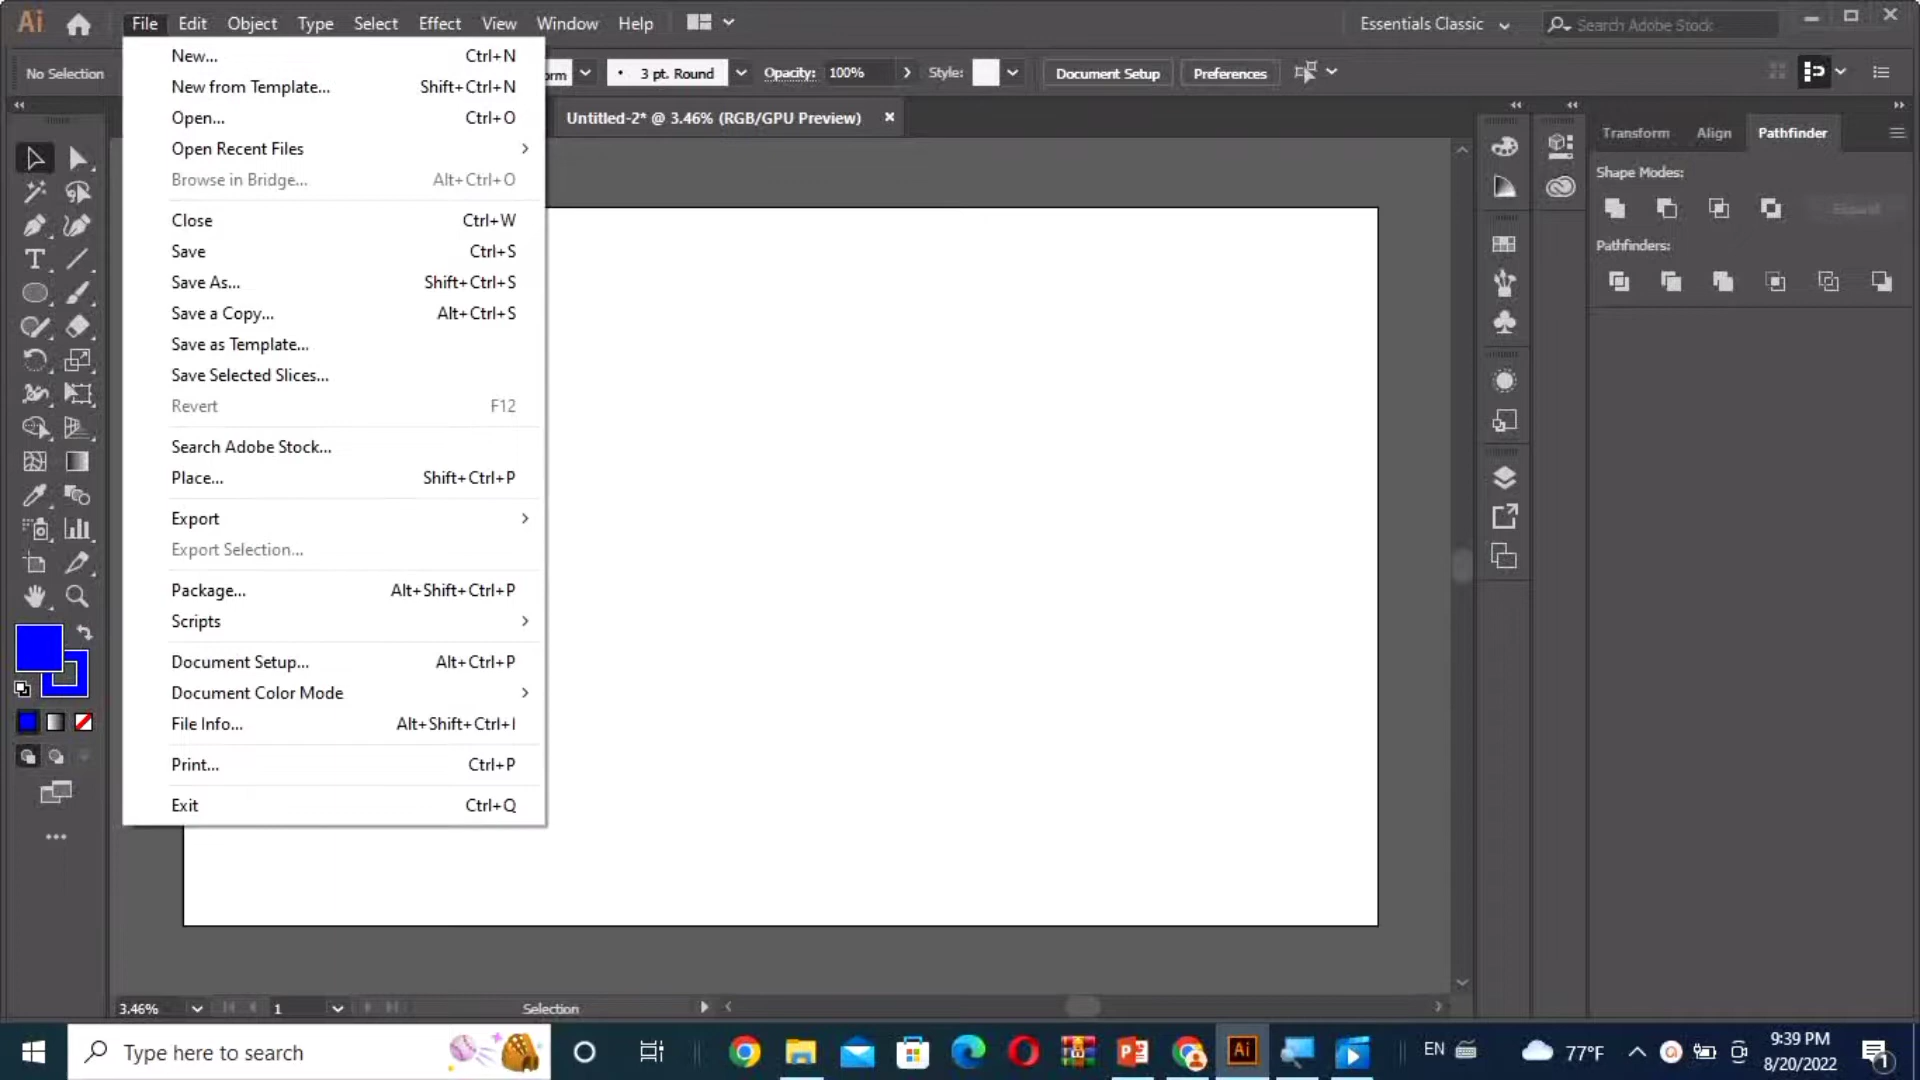 Ai File Edit Object Type Select Effect View Window Help Essentials Classic Search Adobe Stock
No Selection 3 pt. Round Opacity: 100% Style: Document Setup Preferences
Untitled-2* @ 3.46% (RGB/GPU Preview)
New... Ctrl+N
New from Template... Shift+Ctrl+N
Open... Ctrl+O
Open Recent Files
Browse in Bridge... Alt+Ctrl+O
Close Ctrl+W
Save Ctrl+S
Save As... Shift+Ctrl+S
Save a Copy... Alt+Ctrl+S
Save as Template...
Save Selected Slices...
Revert F12
Search Adobe Stock...
Place... Shift+Ctrl+P
Export
Export Selection...
Package... Alt+Shift+Ctrl+P
Scripts
Document Setup... Alt+Ctrl+P
Document Color Mode
File Info... Alt+Shift+Ctrl+I
Print... Ctrl+P
Exit Ctrl+Q
Transform Align Pathfinder
Shape Modes:
Expand
Pathfinders:
3.46% 1 Selection
Type here to search
Ai
EN
77°F
9:39 PM
8/20/2022
1